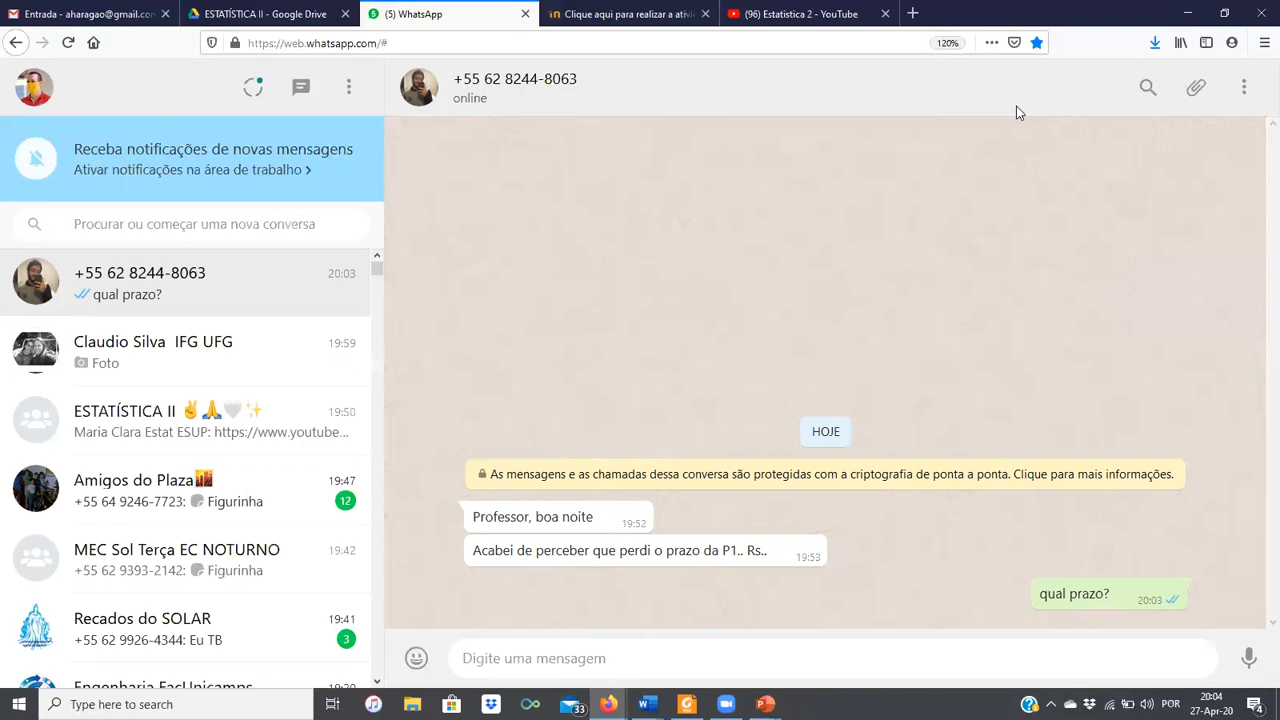 Entrada - aharagao@gmail.com
ESTATÍSTICA II - Google Drive
(5) WhatsApp
Clique aqui para realizar a ativi
(96) Estatistica 2 - YouTube
https://web.whatsapp.com/#
120%
+55 62 8244-8063
online
Receba notificações de novas mensagens
Ativar notificações na área de trabalho >
Procurar ou começar uma nova conversa
+55 62 8244-8063 20:03
qual prazo?
Claudio Silva IFG UFG 19:59
Foto
ESTATÍSTICA II ✌️🙏🤍✨ 19:50
Maria Clara Estat ESUP: https://www.youtube...
Amigos do Plaza 19:47
+55 64 9246-7723: Figurinha 12
MEC Sol Terça EC NOTURNO 19:42
+55 62 9393-2142: Figurinha
Recados do SOLAR 19:41
+55 62 9926-4344: Eu TB 3
Engenharia FacUnicamps 19:30
HOJE
As mensagens e as chamadas dessa conversa são protegidas com a criptografia de ponta a ponta. Clique para mais informações.
Professor, boa noite 19:52
Acabei de perceber que perdi o prazo da P1.. Rs.. 19:53
qual prazo? 20:03
Digite uma mensagem
Type here to search
33
POR
20:04
27-Apr-20
4